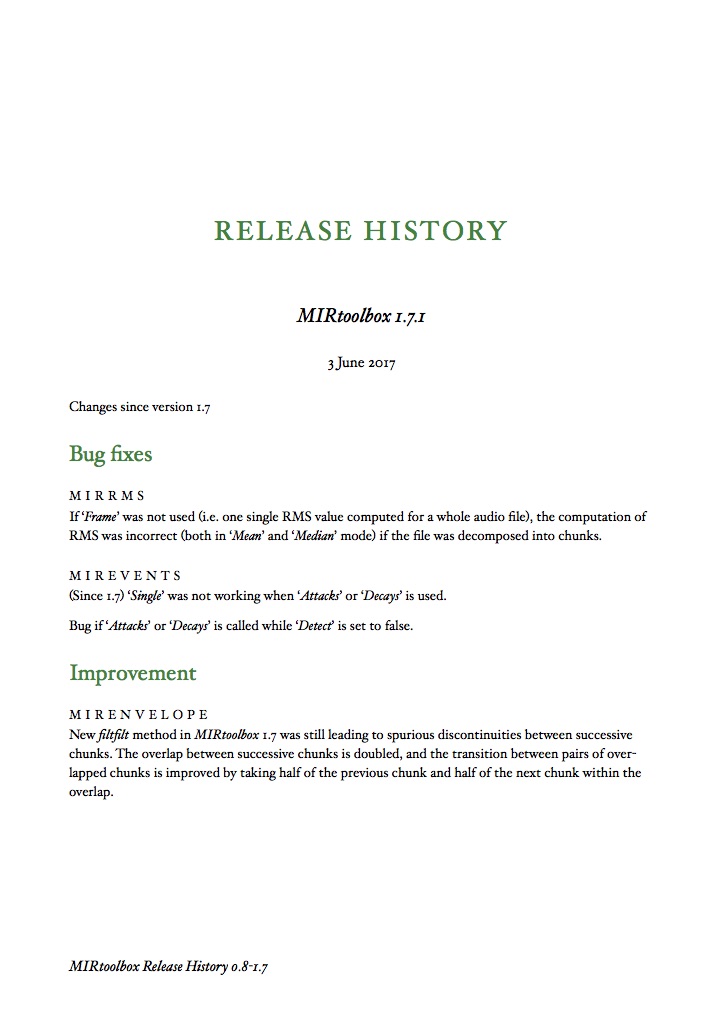 RELEASE HISTORY
MIRtoolbox 1.7.1
3 June 2017
Changes since version 1.7
Bug fixes
MIRRMS
If ‘Frame’ was not used (i.e. one single RMS value computed for a whole audio file), the computation of
RMS was incorrect (both in ‘Mean’ and ‘Median’ mode) if the file was decomposed into chunks.
MIREVENTS
(Since 1.7) ‘Single’ was not working when ‘Attacks’ or ‘Decays’ is used.
Bug if ‘Attacks’ or ‘Decays’ is called while ‘Detect’ is set to false.
Improvement
MIRENVELOPE
New filtfilt method in MIRtoolbox 1.7 was still leading to spurious discontinuities between successive
chunks. The overlap between successive chunks is doubled, and the transition between pairs of over-
lapped chunks is improved by taking half of the previous chunk and half of the next chunk within the
overlap.
MIRtoolbox Release History 0.8-1.7